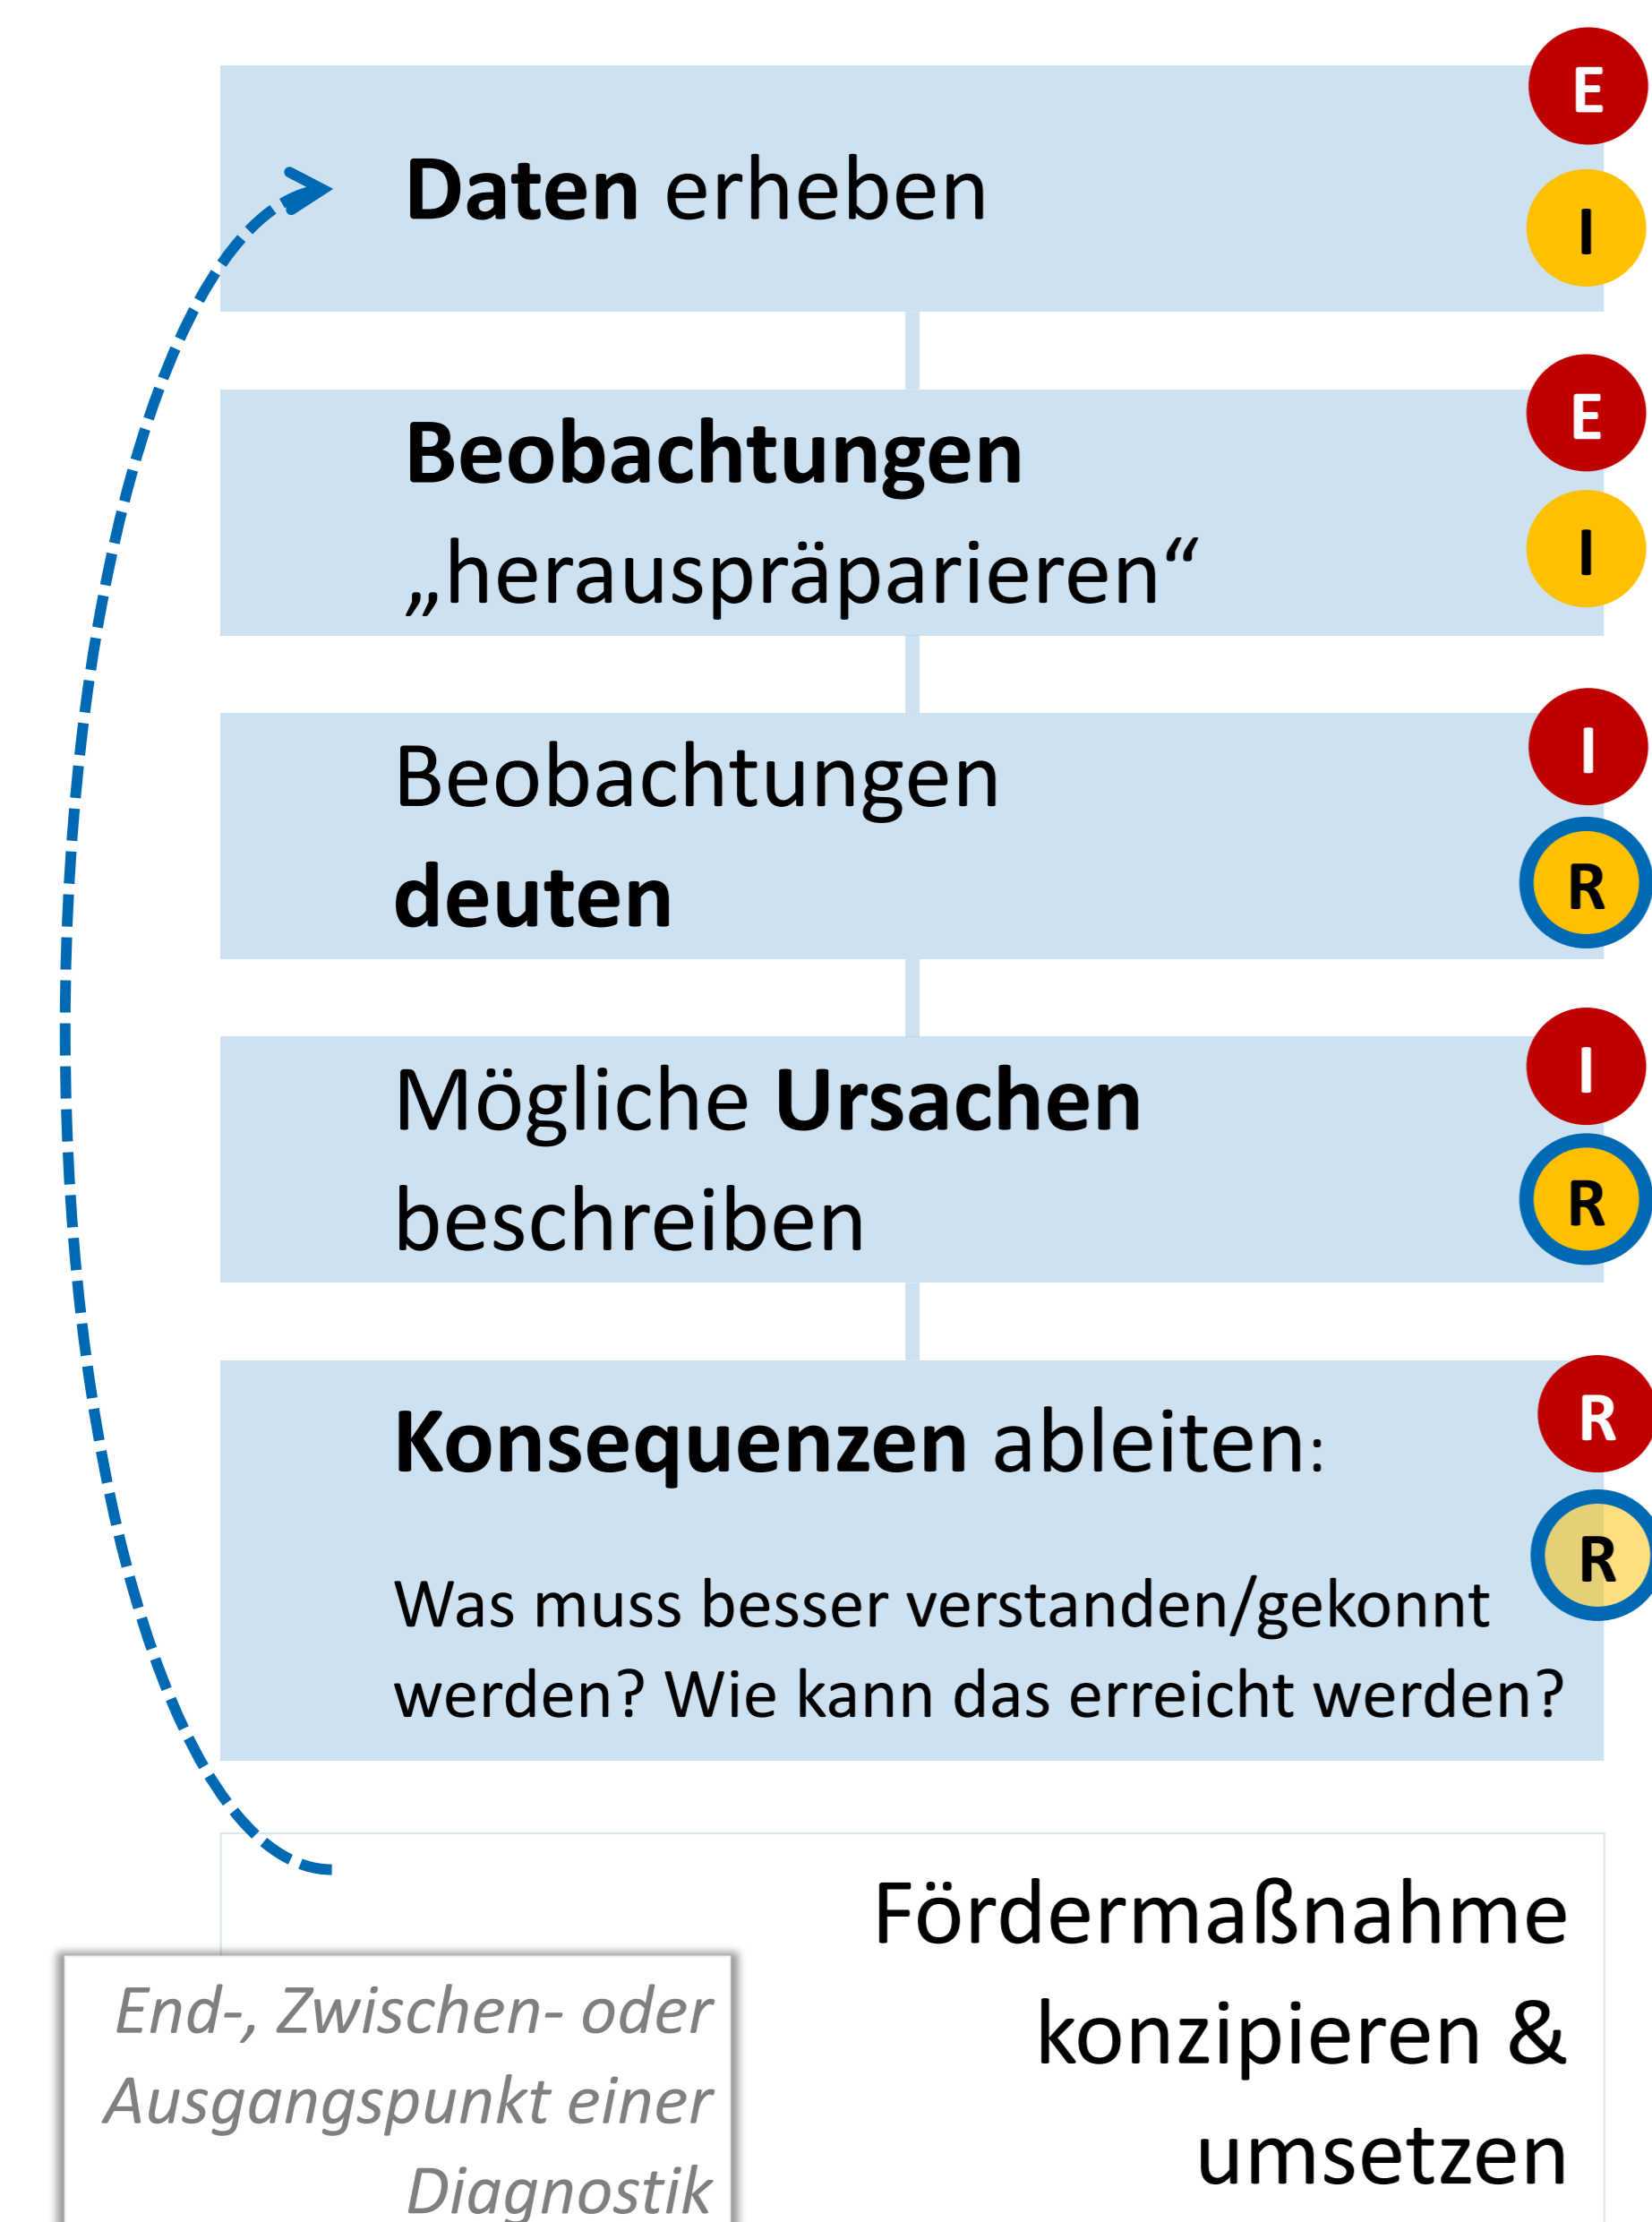 E
Daten erheben
I
Beobachtungen
E
„herauspräparieren“
I
Beobachtungen
I
deuten
R
Mögliche Ursachen
I
beschreiben
R
Konsequenzen ableiten:
R
R
Was muss besser verstanden/gekonnt
werden? Wie kann das erreicht werden?
Fördermaßnahme
konzipieren &
umsetzen
End-, Zwischen- oder
Ausgangspunkt einer
Diagnostik